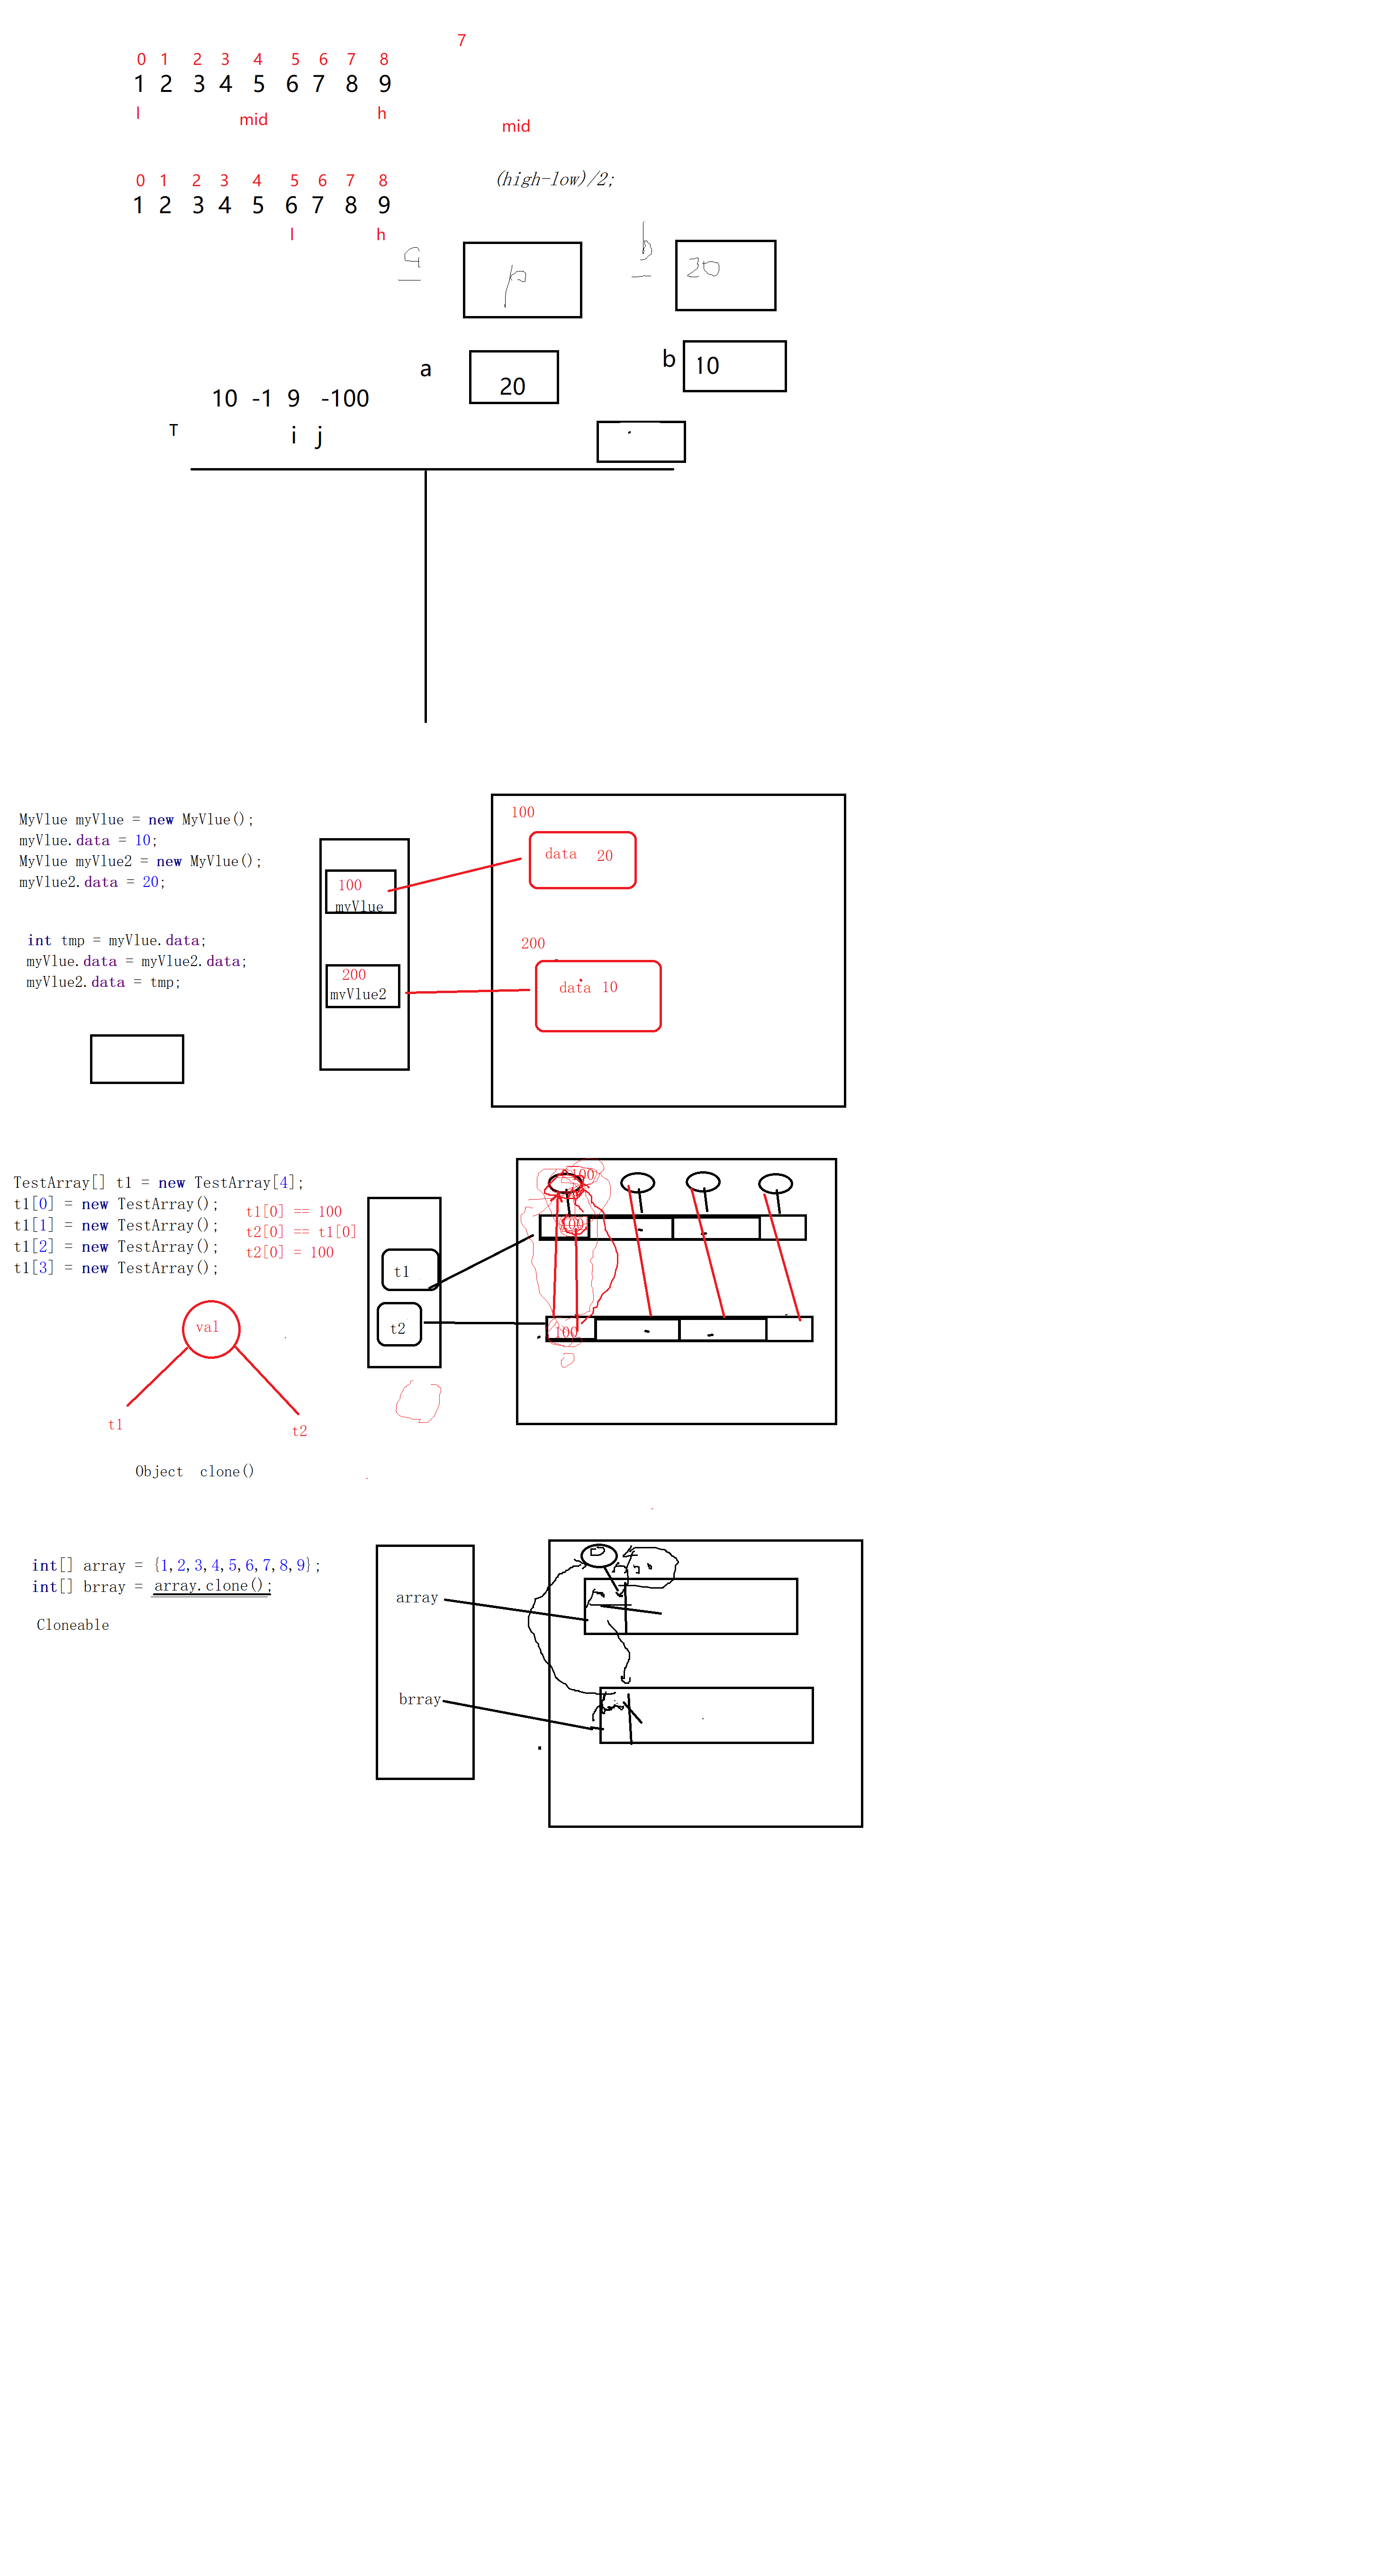 7
0 1 2 3 4 5 6 7 8
1 2 3 4 5 6 7 8 9
l mid h
mid
0 1 2 3 4 5 6 7 8
1 2 3 4 5 6 7 8 9
l h
(high-low)/2;
a b 20
a 20 b 10
10 -1 9 -100
T i j
MyVlue myVlue = new MyVlue();
myVlue.data = 10;
MyVlue myVlue2 = new MyVlue();
myVlue2.data = 20;
int tmp = myVlue.data;
myVlue.data = myVlue2.data;
myVlue2.data = tmp;
100
myVlue
200
myVlue2
100
data 20
200
data 10
TestArray[] t1 = new TestArray[4];
t1[0] = new TestArray();
t1[1] = new TestArray();
t1[2] = new TestArray();
t1[3] = new TestArray();
t1[0] == 100
t2[0] == t1[0]
t2[0] = 100
t1
t2
100
100
100
val
t1
t2
Object clone()
int[] array = {1,2,3,4,5,6,7,8,9};
int[] brray = array.clone();
Cloneable
array
brray